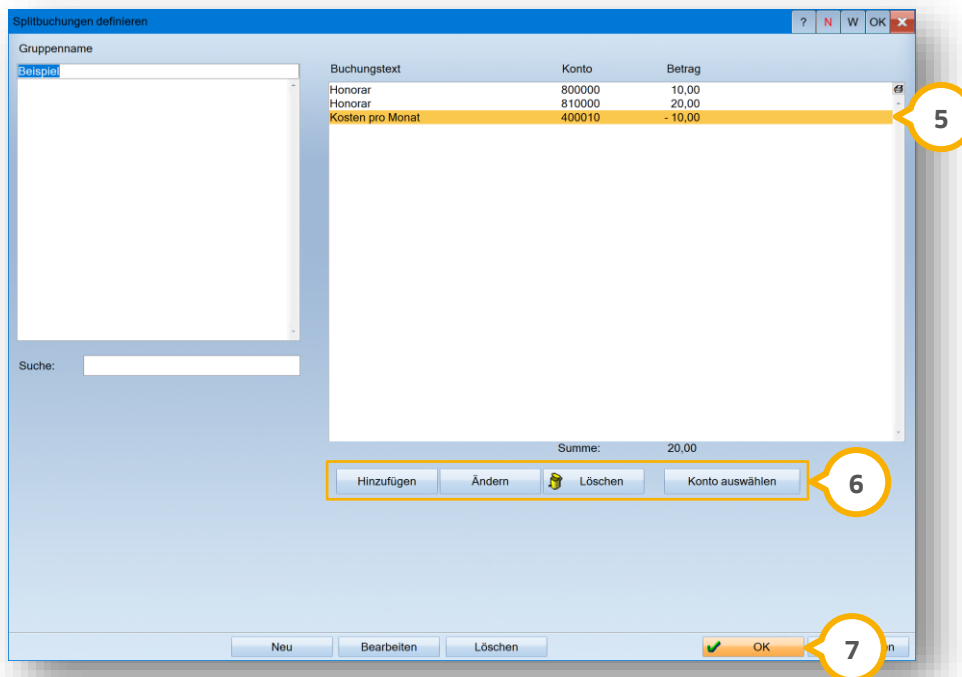 Splitbuchungen definieren ? N W OK
Gruppenname
Beispiel
Buchungstext Konto Betrag
Honorar 800000 10,00
Honorar 810000 20,00
Kosten pro Monat 400010 - 10,00
5
Suche:
Summe: 20,00
Hinzufügen Ändern Löschen Konto auswählen
6
Neu Bearbeiten Löschen OK 7 n